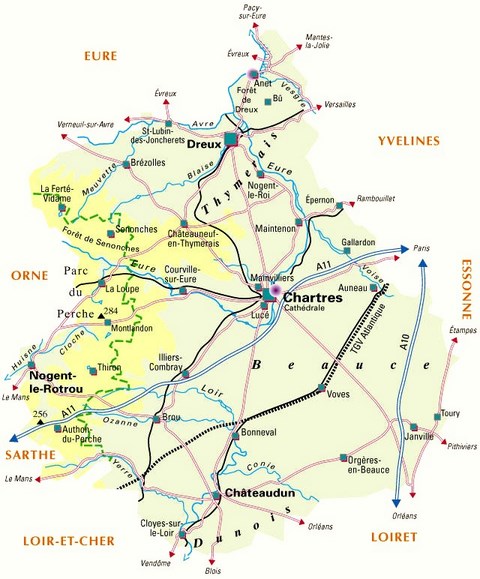 Pacy-
sur-Eure
Mantes-
la-Jolie
EURE
Évreux
Anet
Vesgre
Forêt
de
Dreux
Bû
Évreux
Versailles
Verneuil-sur-Avre
Avre
St-Lubin-
des-Joncherets
Dreux
YVELINES
Brézolles
Blaise
Thymerais
Eure
Meuvette
La Ferté-
Vidame
Nogent-
le-Roi
Épernon
Rambouillet
Senonches
Châteauneuf-
en-Thymerais
Maintenon
Forêt de Senonches
Gallardon
Paris
ORNE
Eure
Parc
du
Perche
Courville-
sur-Eure
Mainvilliers
A11
Voise
ESSONNE
La Loupe
Chartres
Cathédrale
Auneau
Lucé
284
Montlandon
TGV Atlantique
A10
Étampes
Huisne
Cloche
Nogent-
le-Rotrou
Thiron
Illiers-
Combray
Beauce
Le Mans
Loir
Voves
256
A11
Ozanne
Brou
Toury
Authon-
du-Perche
Bonneval
Janville
Pithiviers
SARTHE
Conie
Orgères-
en-Beauce
Le Mans
Yerre
Châteaudun
Orléans
Cloyes-sur-
le-Loir
Dunois
Orléans
LOIR-ET-CHER
LOIRET
Vendôme
Blois